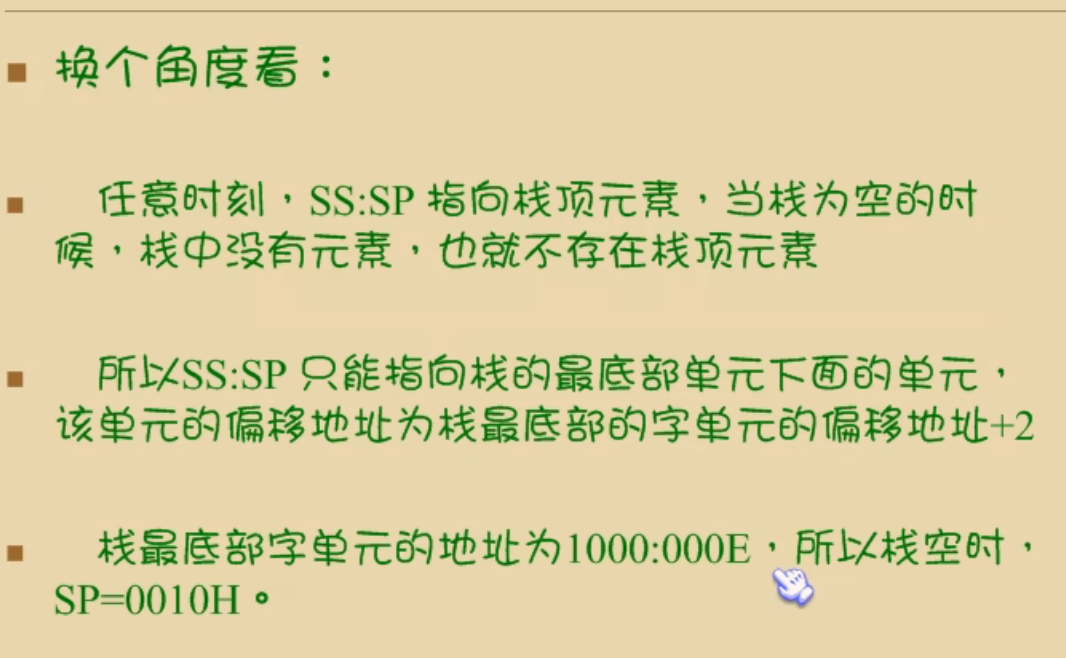 换个角度看：
任意时刻，SS:SP 指向栈顶元素，当栈为空的时
候，栈中没有元素，也就不存在栈顶元素
所以SS:SP 只能指向栈的最底部单元下面的单元，
该单元的偏移地址为栈最底部的字单元的偏移地址+2
栈最底部字单元的地址为1000:000E，所以栈空时，
SP=0010H。